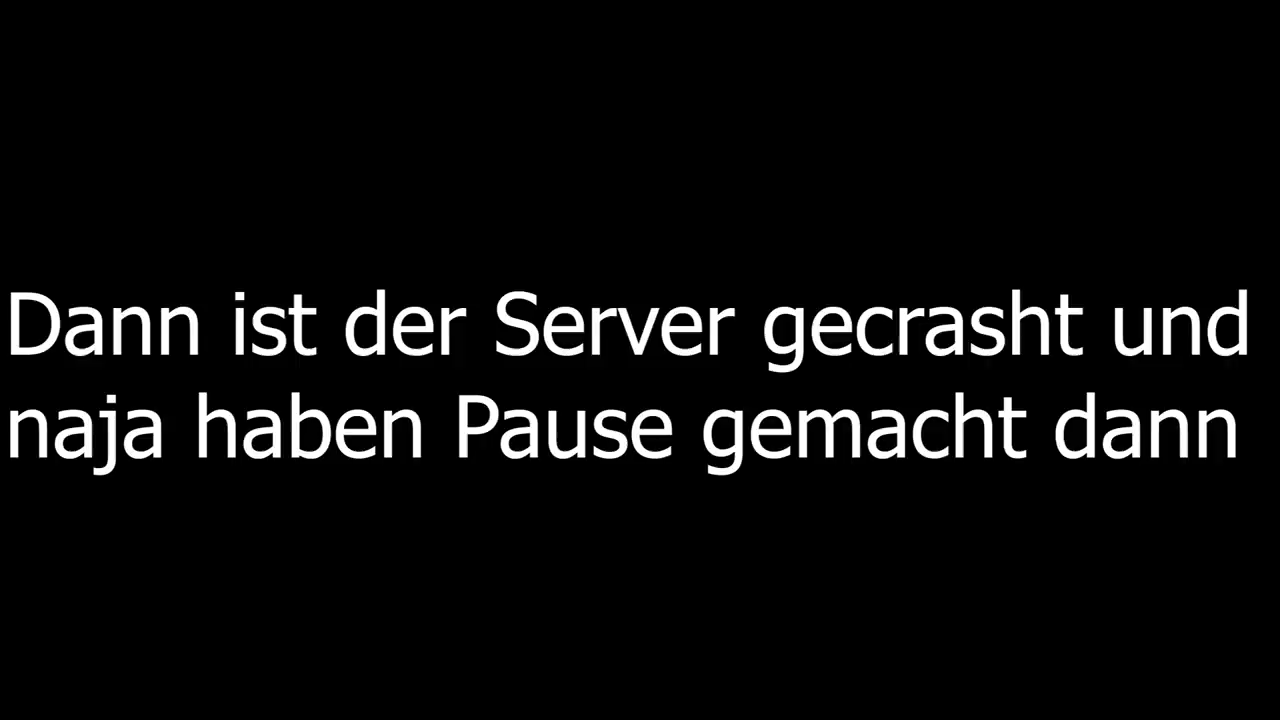 Dann ist der Server gecrasht und
naja haben Pause gemacht dann